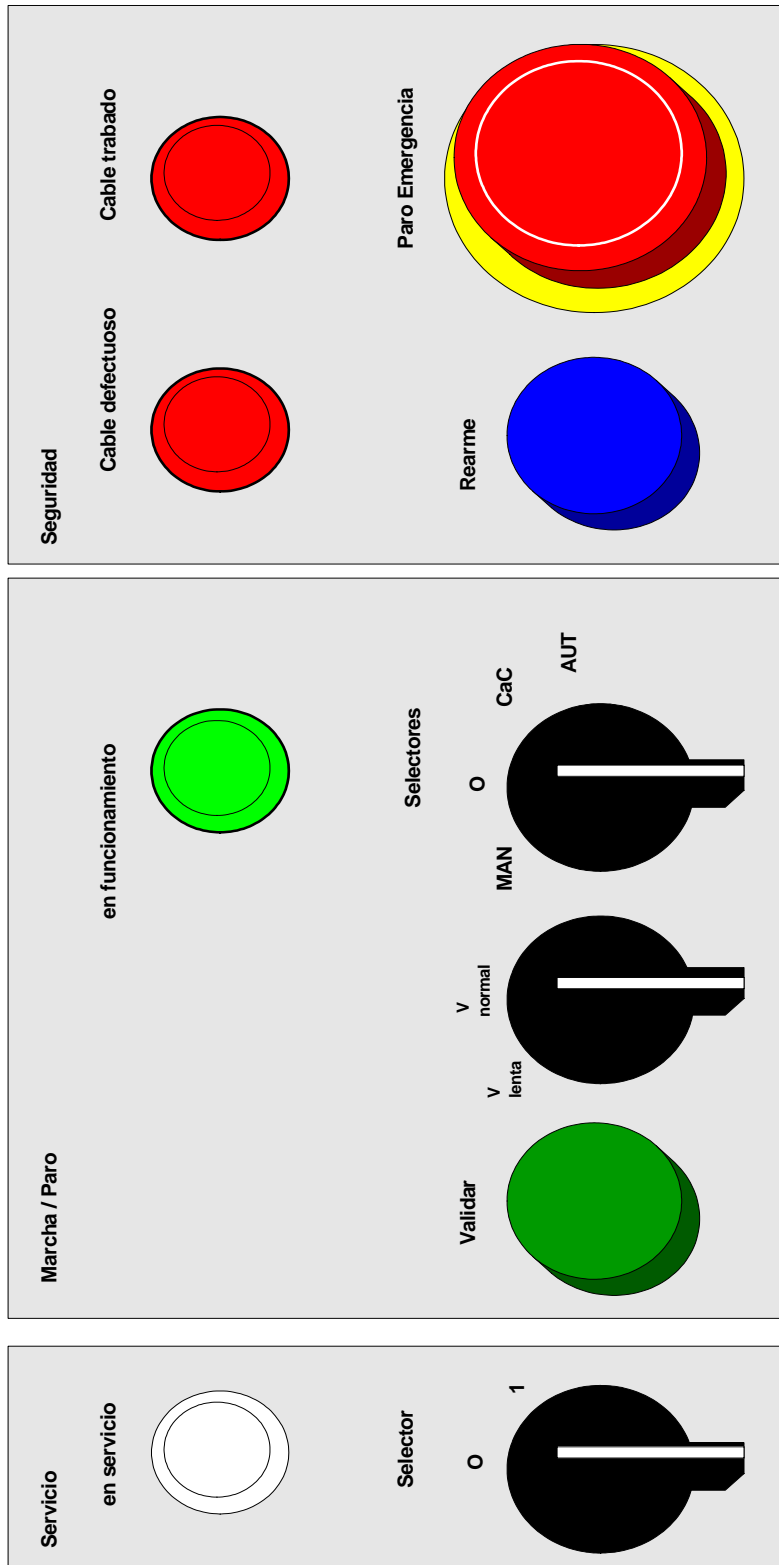 Servicio
en servicio
Selector
O
1
Marcha / Paro
en funcionamiento
Validar
Selectores
V
lenta
V
normal
MAN
O
CaC
AUT
Seguridad
Cable defectuoso
Cable trabado
Rearme
Paro Emergencia